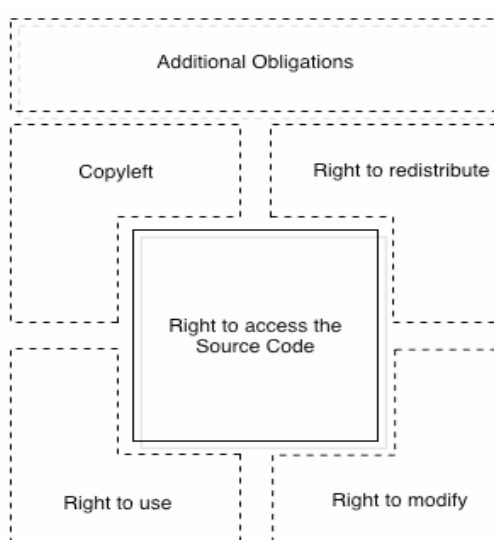 Additional Obligations
Copyleft
Right to redistribute
Right to access the
Source Code
Right to use
Right to modify